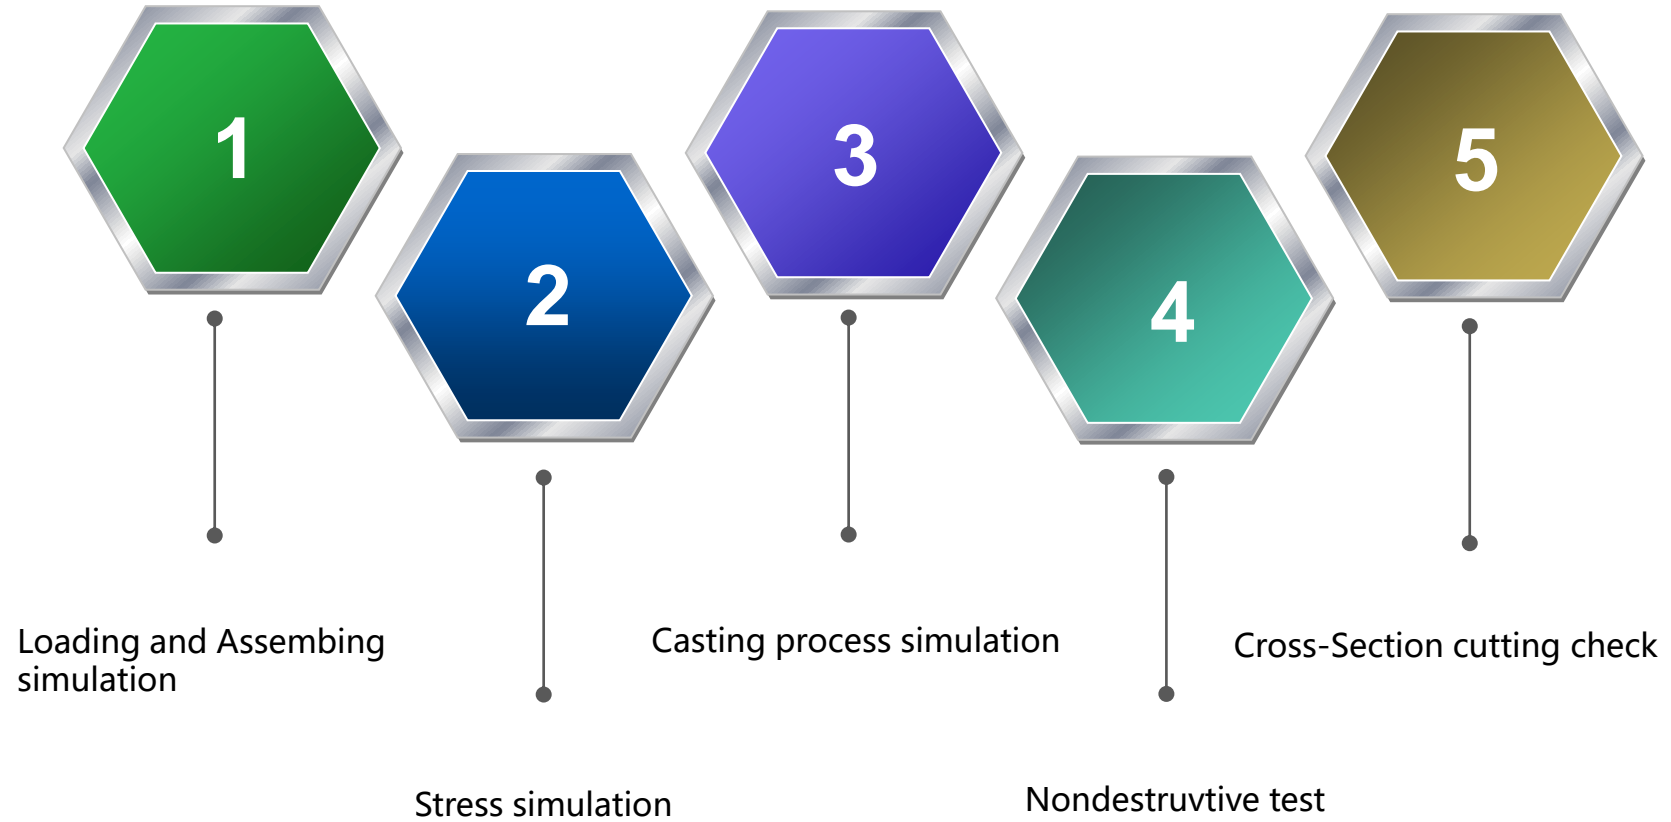 1
2
3
4
5
Loading and Assembing
simulation
Stress simulation
Casting process simulation
Nondestruvtive test
Cross-Section cutting check